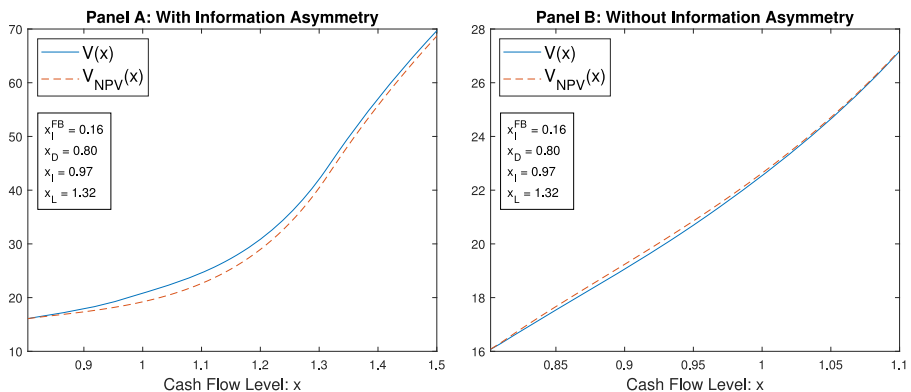 Panel A: With Information Asymmetry
70
60
50
40
30
20
10
V(x)
V_NPV(x)
x_I^FB = 0.16
x_D = 0.80
x_I = 0.97
x_L = 1.32
0.9 1 1.1 1.2 1.3 1.4 1.5
Cash Flow Level: x
Panel B: Without Information Asymmetry
28
26
24
22
20
18
16
V(x)
V_NPV(x)
x_I^FB = 0.16
x_D = 0.80
x_I = 0.97
x_L = 1.32
0.85 0.9 0.95 1 1.05 1.1
Cash Flow Level: x